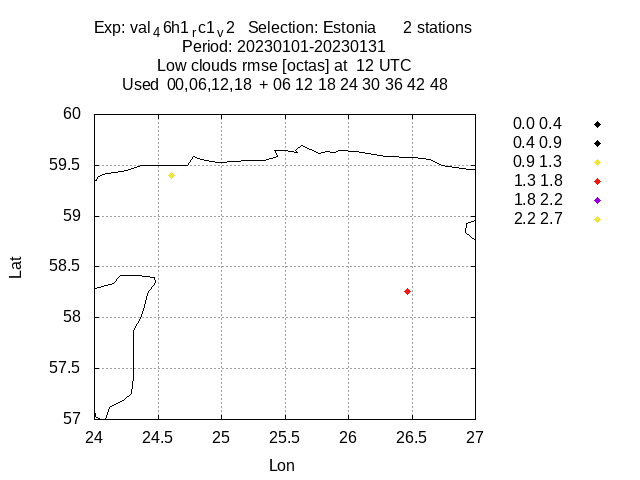 Exp: val46h1rc1v2 Selection: Estonia 2 stations
Period: 20230101-20230131
Low clouds rmse [octas] at 12 UTC
Used 00,06,12,18 + 06 12 18 24 30 36 42 48
60
59.5
59
58.5
58
57.5
57
Lat
24 24.5 25 25.5 26 26.5 27
Lon
0.0 0.4
0.4 0.9
0.9 1.3
1.3 1.8
1.8 2.2
2.2 2.7